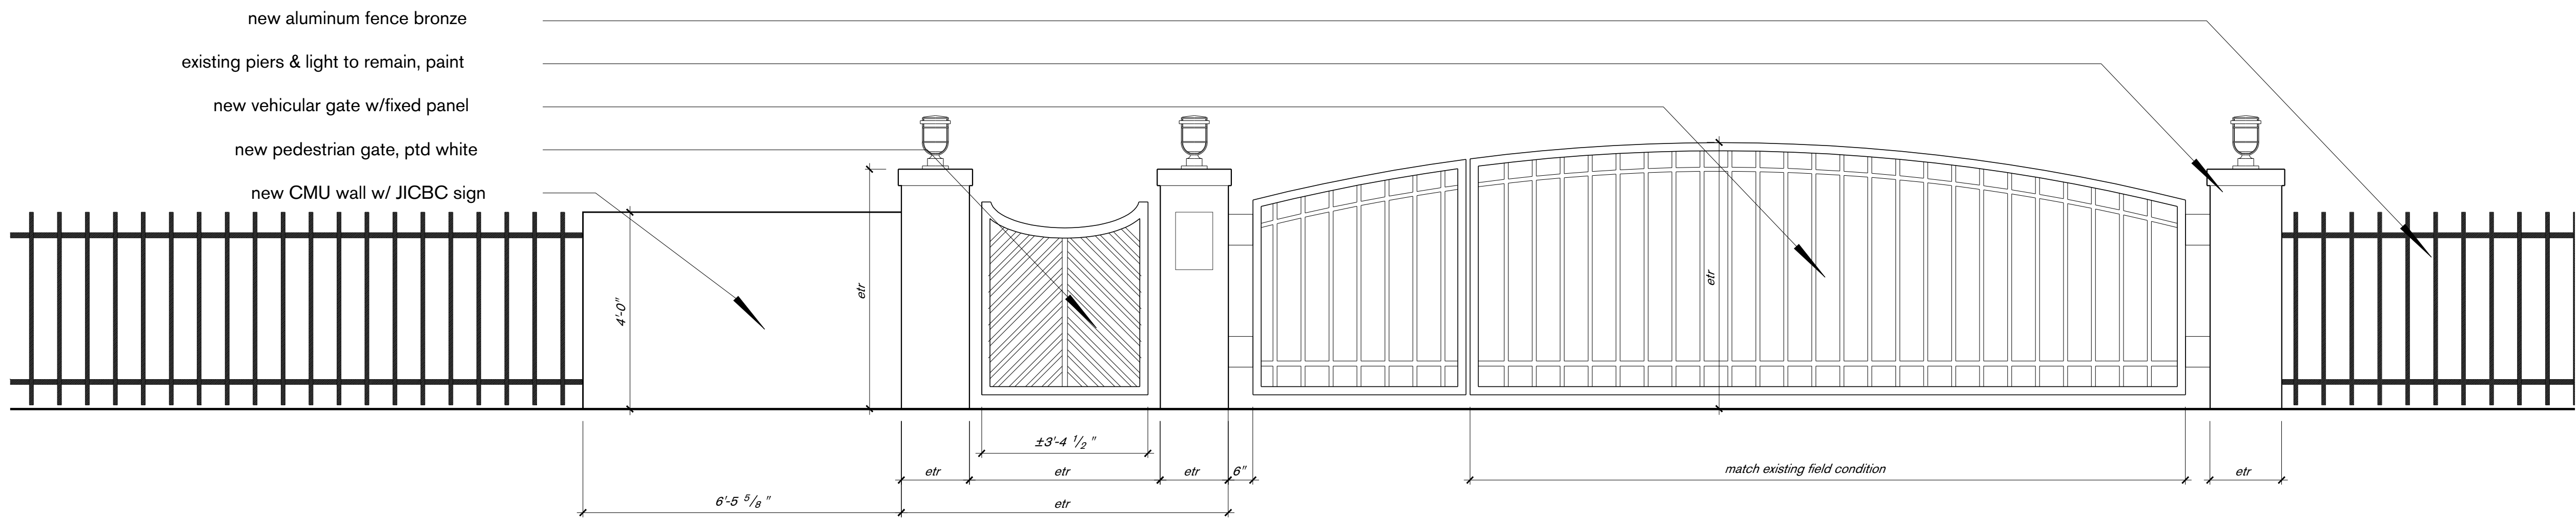 new aluminum fence bronze
existing piers & light to remain, paint
new vehicular gate w/fixed panel
new pedestrian gate, ptd white
new CMU wall w/ JICBC sign
4'-0"
etr
etr
±3'-4 1/2 "
etr
etr
etr
6"
match existing field condition
etr
6'-5 5/8 "
etr